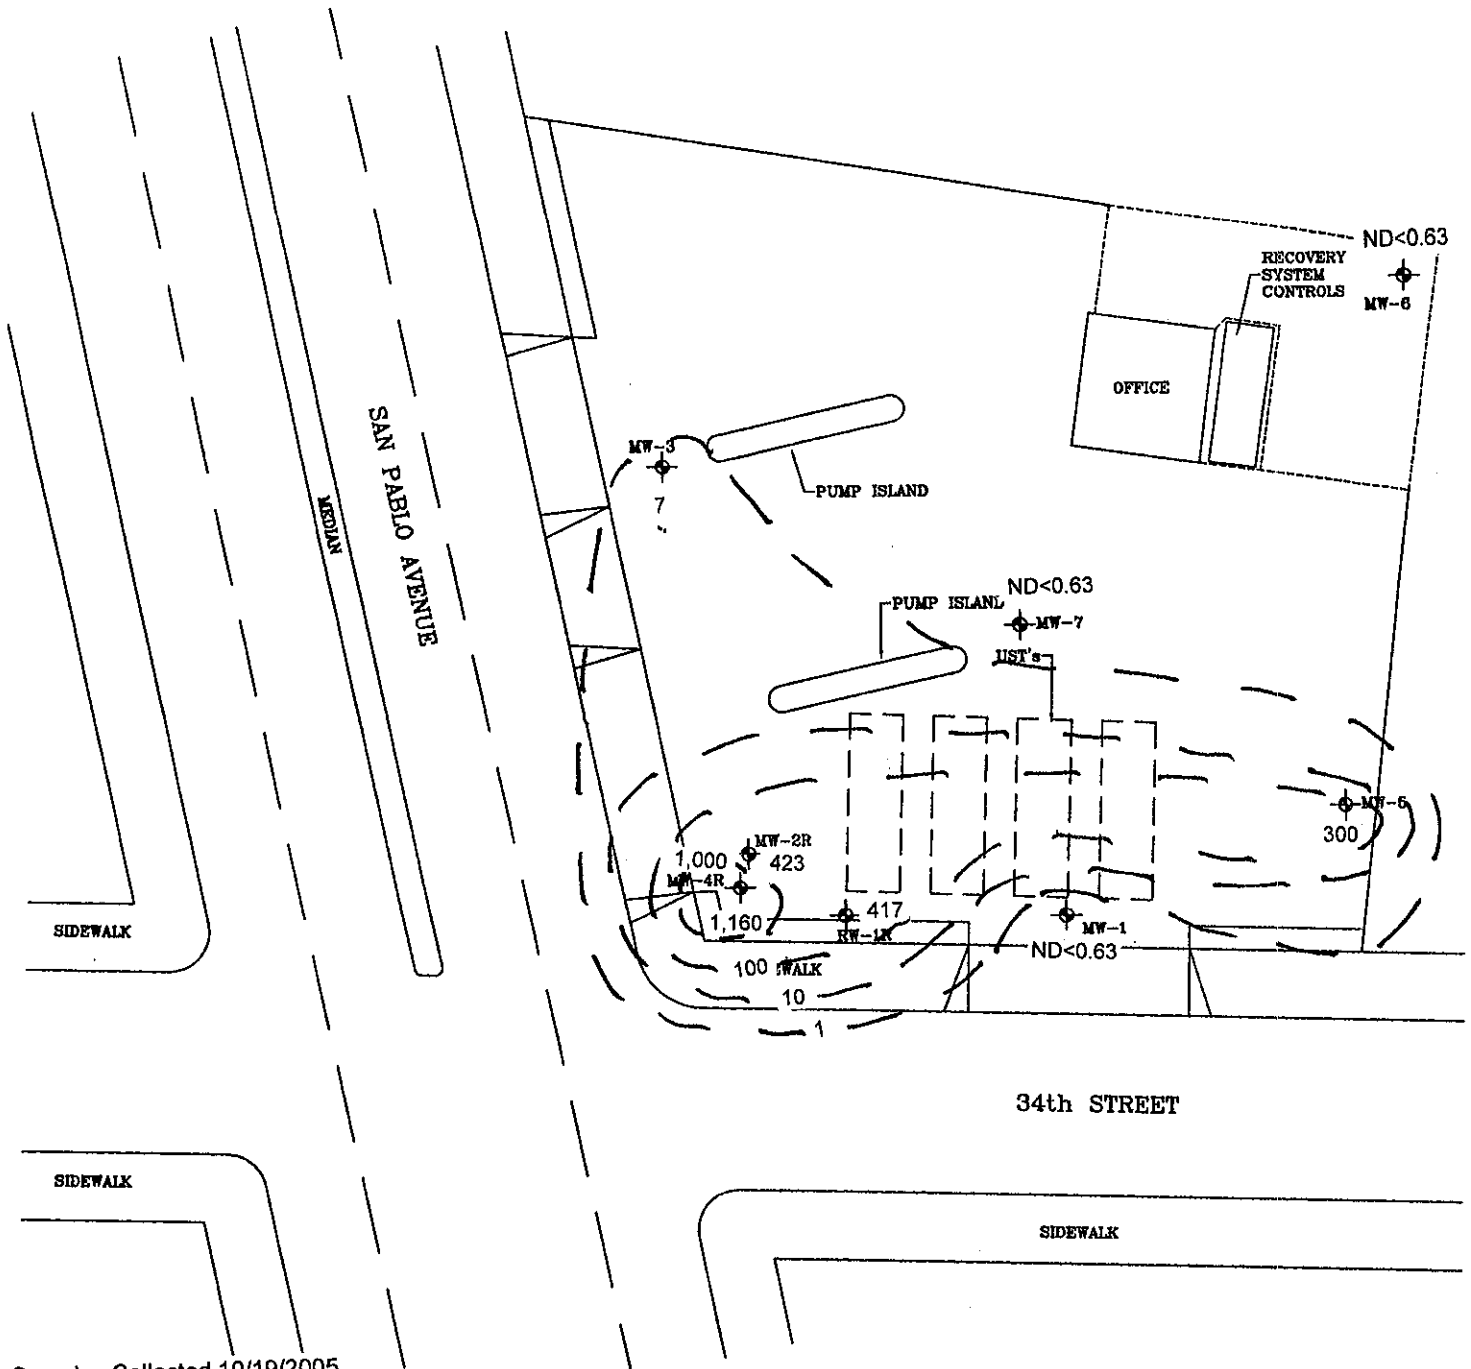 ND<0.63
RECOVERY
SYSTEM
CONTROLS
MW-6
OFFICE
SAN PABLO AVENUE
MEDIAN
MW-3
7
PUMP ISLAND
ND<0.63
PUMP ISLAND
MW-7
UST's
MW-5
300
MW-2R
1,000
423
MW-4R
1,160
417
RW-1R
MW-1
ND<0.63
100
WALK
10
1
SIDEWALK
34th STREET
SIDEWALK
SIDEWALK
Collected 10/19/2005